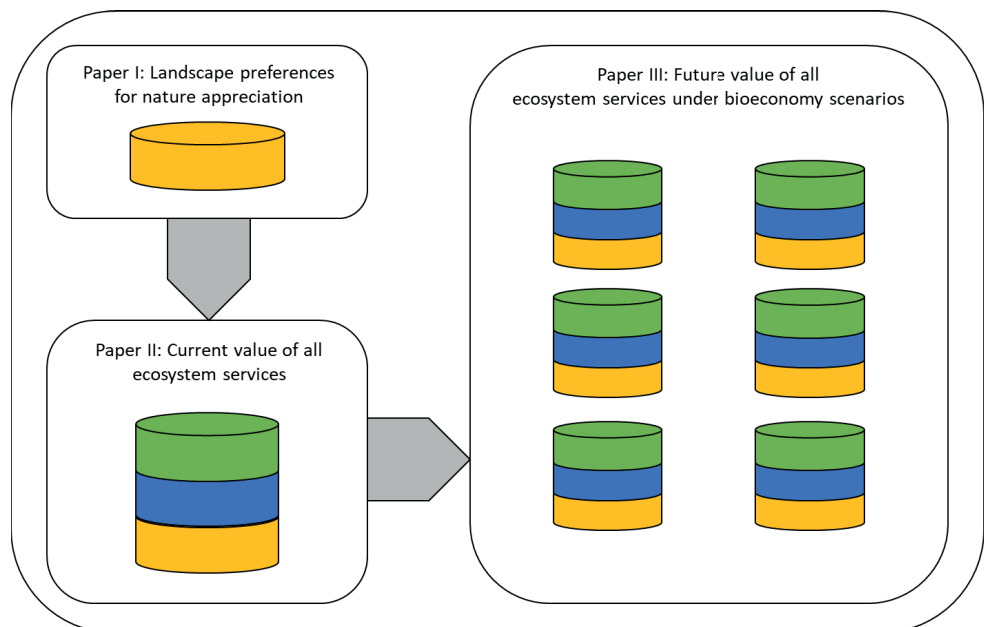 Paper I: Landscape preferences
for nature appreciation
Paper II: Current value of all
ecosystem services
Paper III: Future value of all
ecosystem services under bioeconomy scenarios